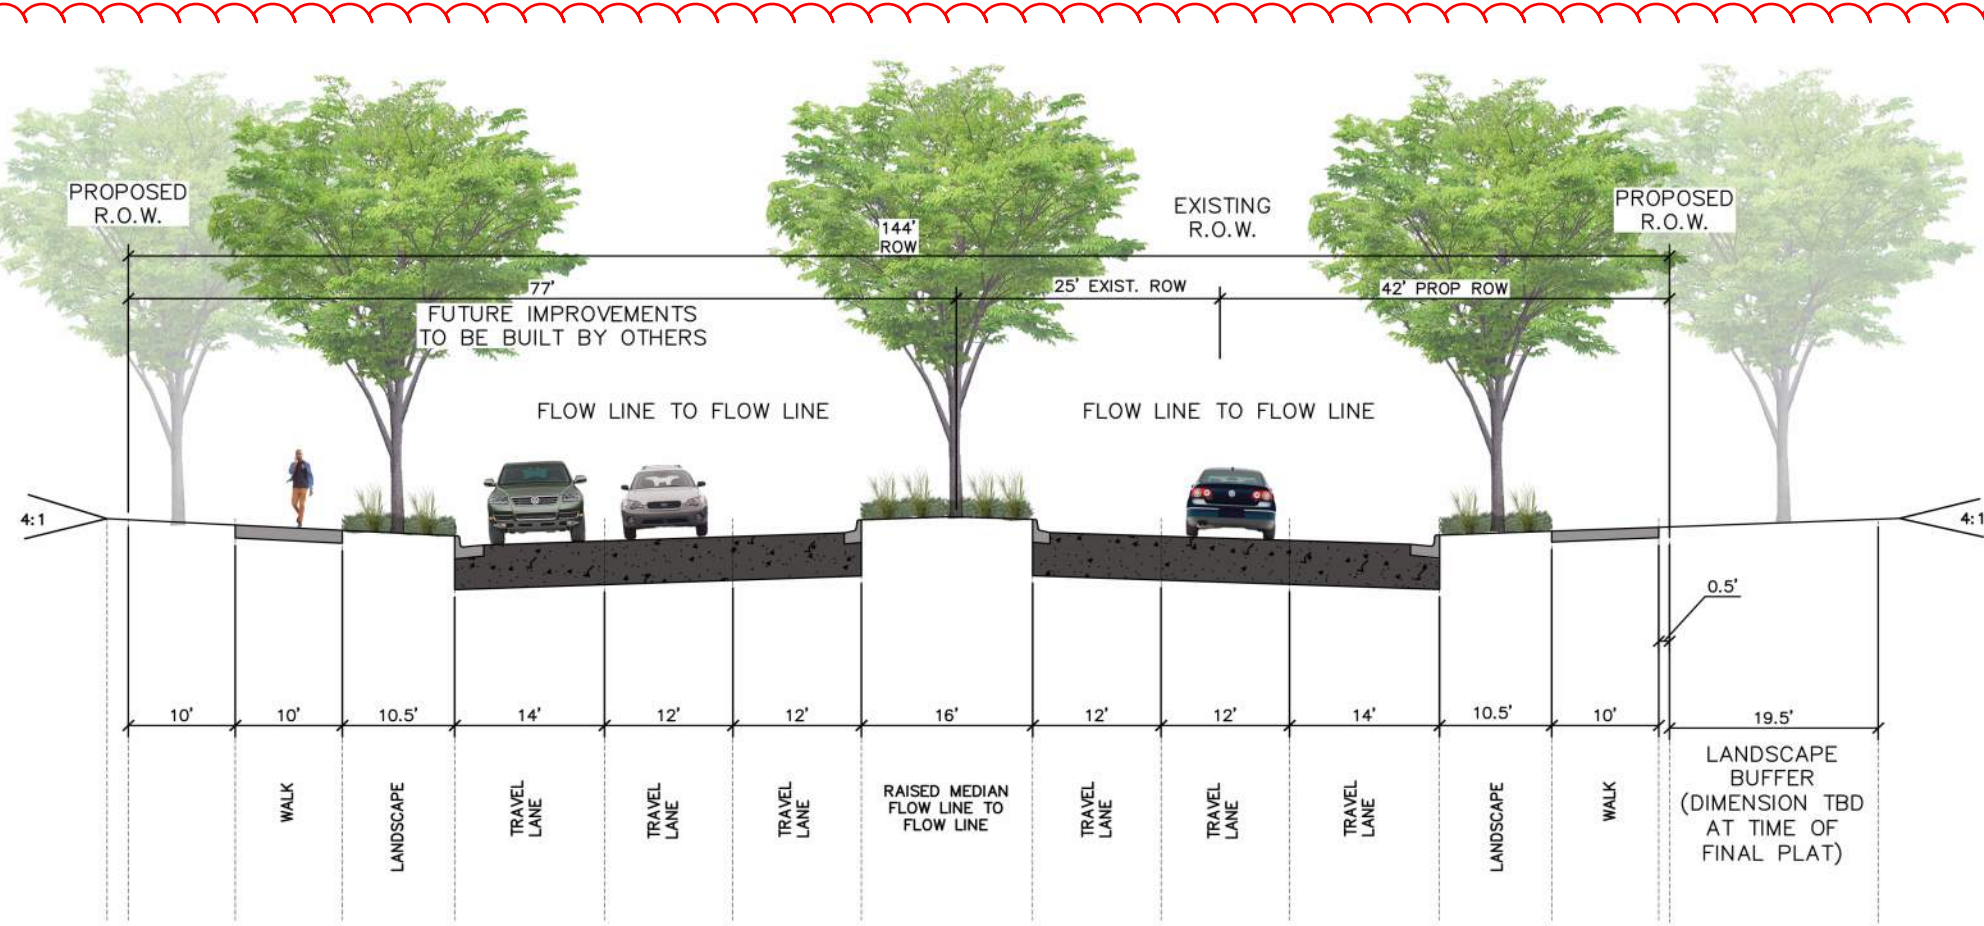 PROPOSED
R.O.W.
EXISTING
R.O.W.
PROPOSED
R.O.W.
144'
ROW
77'
25' EXIST. ROW
42' PROP ROW
FUTURE IMPROVEMENTS
TO BE BUILT BY OTHERS
FLOW LINE TO FLOW LINE
FLOW LINE TO FLOW LINE
4:1
4:1
0.5'
10'
10'
10.5'
14'
12'
12'
16'
12'
12'
14'
10.5'
10'
19.5'
WALK
LANDSCAPE
TRAVEL
LANE
TRAVEL
LANE
TRAVEL
LANE
RAISED MEDIAN
FLOW LINE TO
FLOW LINE
TRAVEL
LANE
TRAVEL
LANE
TRAVEL
LANE
LANDSCAPE
WALK
LANDSCAPE
BUFFER
(DIMENSION TBD
AT TIME OF
FINAL PLAT)